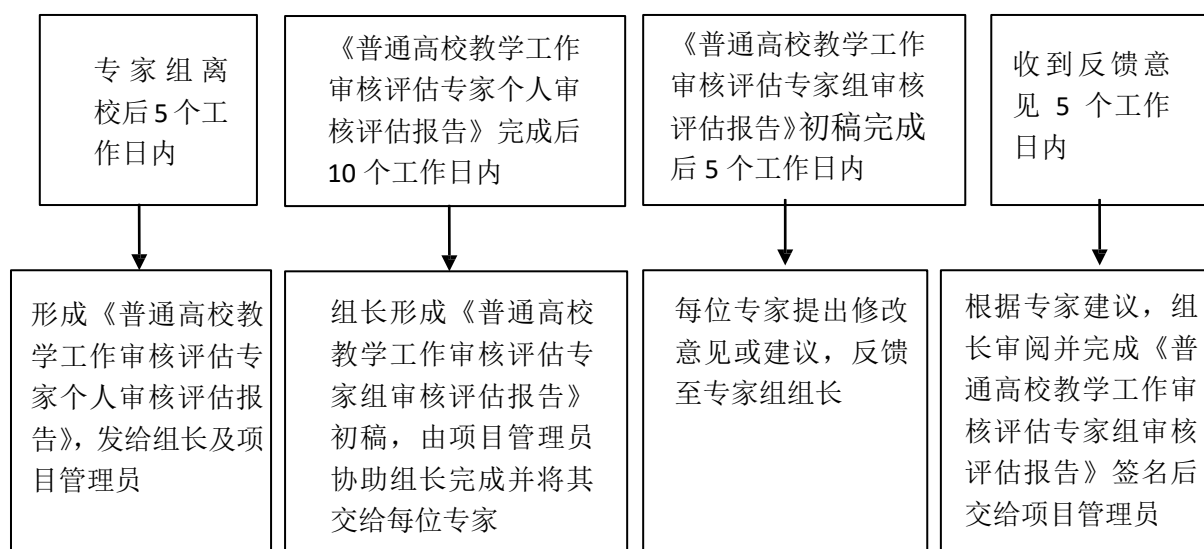 专家组离
校后 5 个工
作日内
《普通高校教学工作
审核评估专家个人审
核评估报告》完成后
10 个工作日内
《普通高校教学工作
审核评估专家组审核
评估报告》初稿完成
后 5 个工作日内
收到反馈意
见 5 个工作
日内
形成《普通高校教
学工作审核评估专
家个人审核评估报
告》，发给组长及项
目管理员
组长形成《普通高校
教学工作审核评估专
家组审核评估报告》
初稿，由项目管理员
协助组长完成并将其
交给每位专家
每位专家提出修改
意见或建议，反馈
至专家组组长
根据专家建议，组
长审阅并完成《普
通高校教学工作审
核评估专家组审核
评估报告》签名后
交给项目管理员